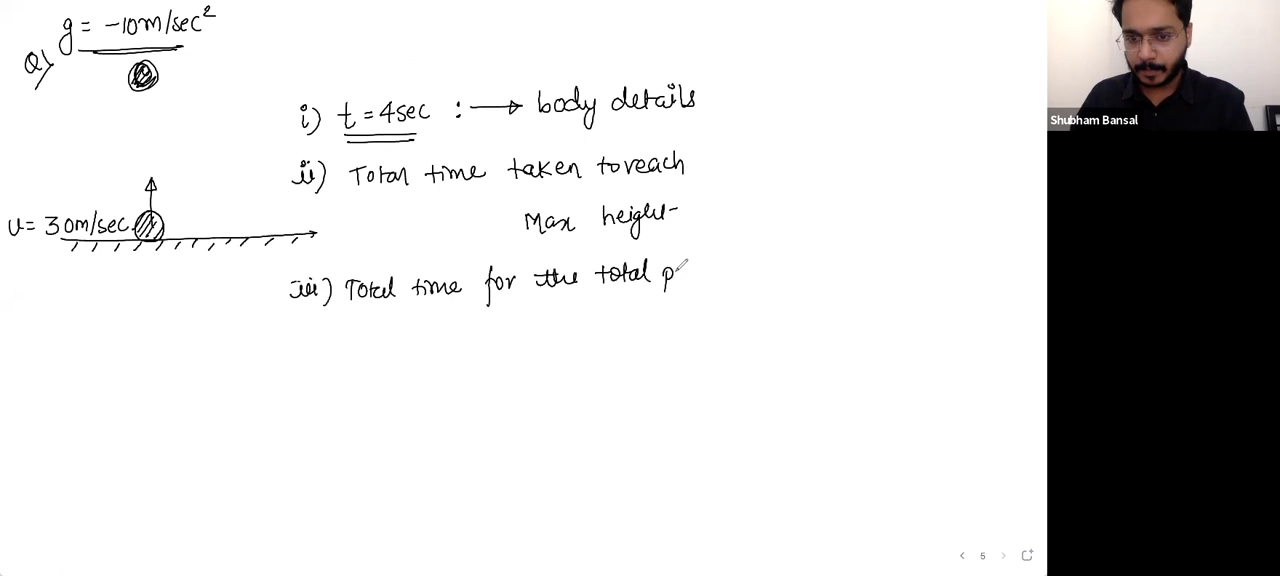 Q) g = -10m/sec²
i) t = 4sec : → body details
ii) Total time taken to reach
Max height
u = 30m/sec
iii) Total time for the total p
Shubham Bansal
5